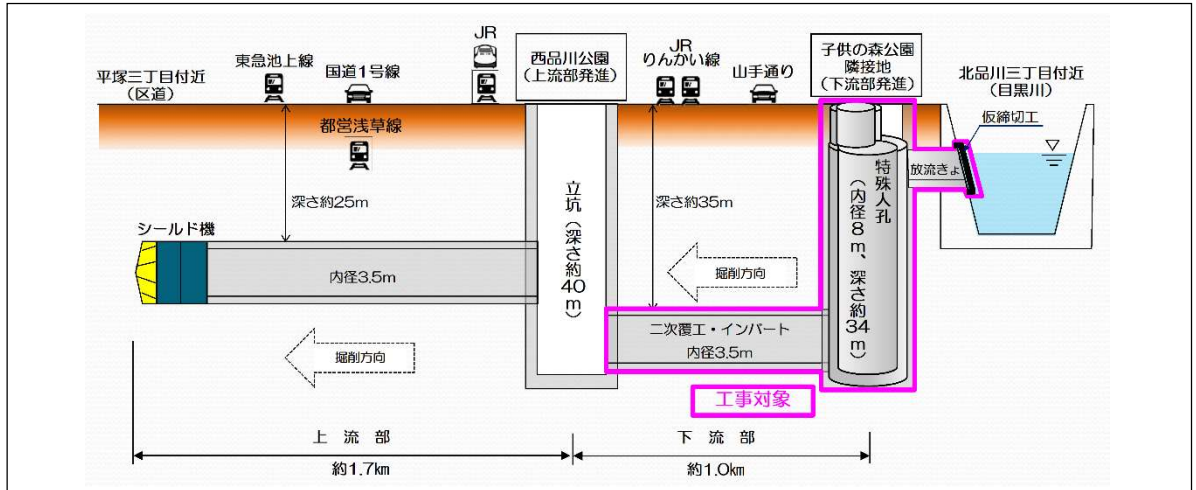 平塚三丁目付近
(区道)
東急池上線
国道1号線
JR
西品川公園
(上流部発進)
JR
りんかい線
山手通り
子供の森公園
隣接地
(下流部発進)
北品川三丁目付近
(目黒川)
仮締切工
都営浅草線
深さ約25m
立坑(深さ約40m)
深さ約35m
特殊人孔
(内径8m、深さ約34m)
放流きょ
シールド機
内径3.5m
掘削方向
二次覆工・インバート
内径3.5m
掘削方向
工事対象
上流部
下流部
約1.7km
約1.0km